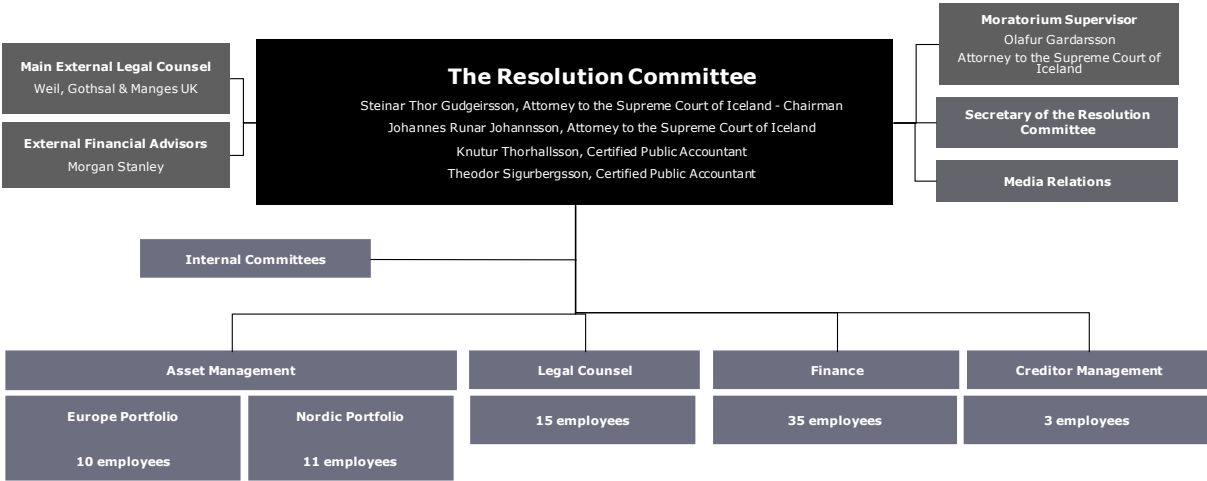 Main External Legal Counsel
Weil, Gothsal & Manges UK
External Financial Advisors
Morgan Stanley
The Resolution Committee
Steinar Thor Gudgeirsson, Attorney to the Supreme Court of Iceland - Chairman
Johannes Runar Johannsson, Attorney to the Supreme Court of Iceland
Knutur Thorhallsson, Certified Public Accountant
Theodor Sigurbergsson, Certified Public Accountant
Moratorium Supervisor
Olafur Gardarsson
Attorney to the Supreme Court of
Iceland
Secretary of the Resolution
Committee
Media Relations
Internal Committees
Asset Management
Europe Portfolio
10 employees
Nordic Portfolio
11 employees
Legal Counsel
15 employees
Finance
35 employees
Creditor Management
3 employees